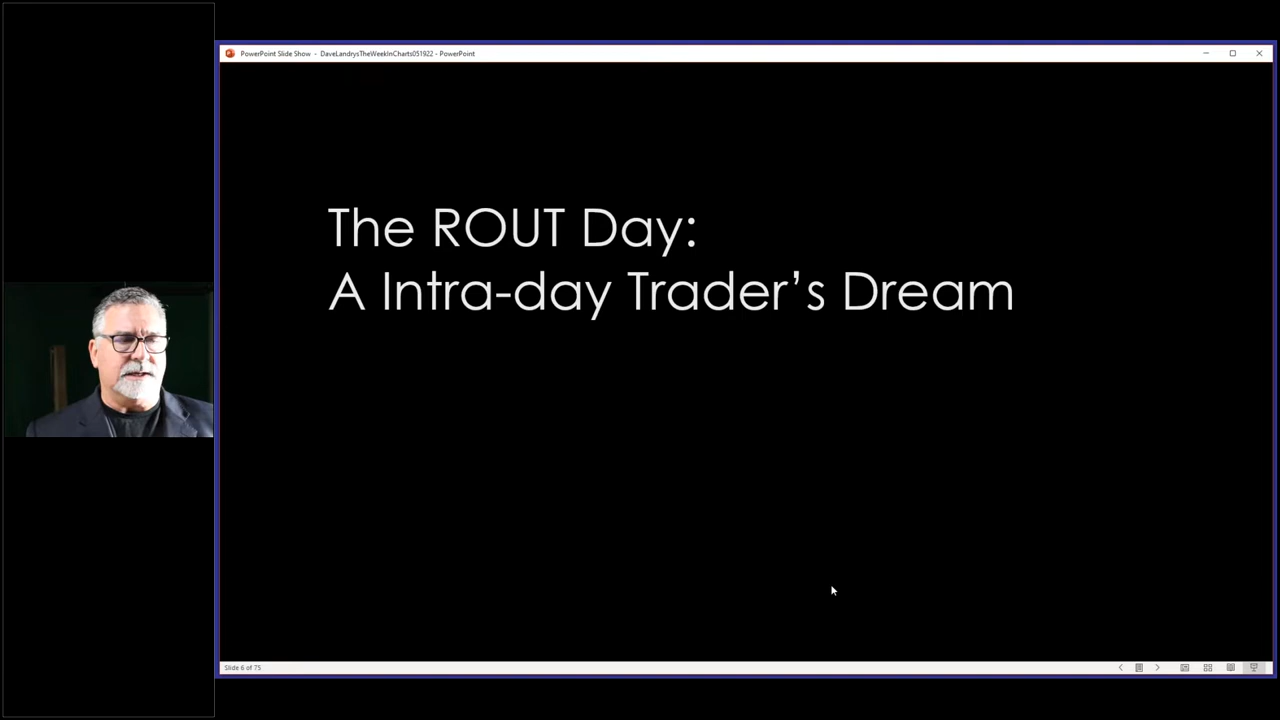 PowerPoint Slide Show - DaveLandrysTheWeekInCharts051922 - PowerPoint
The ROUT Day:
A Intra-day Trader’s Dream
Slide 6 of 75